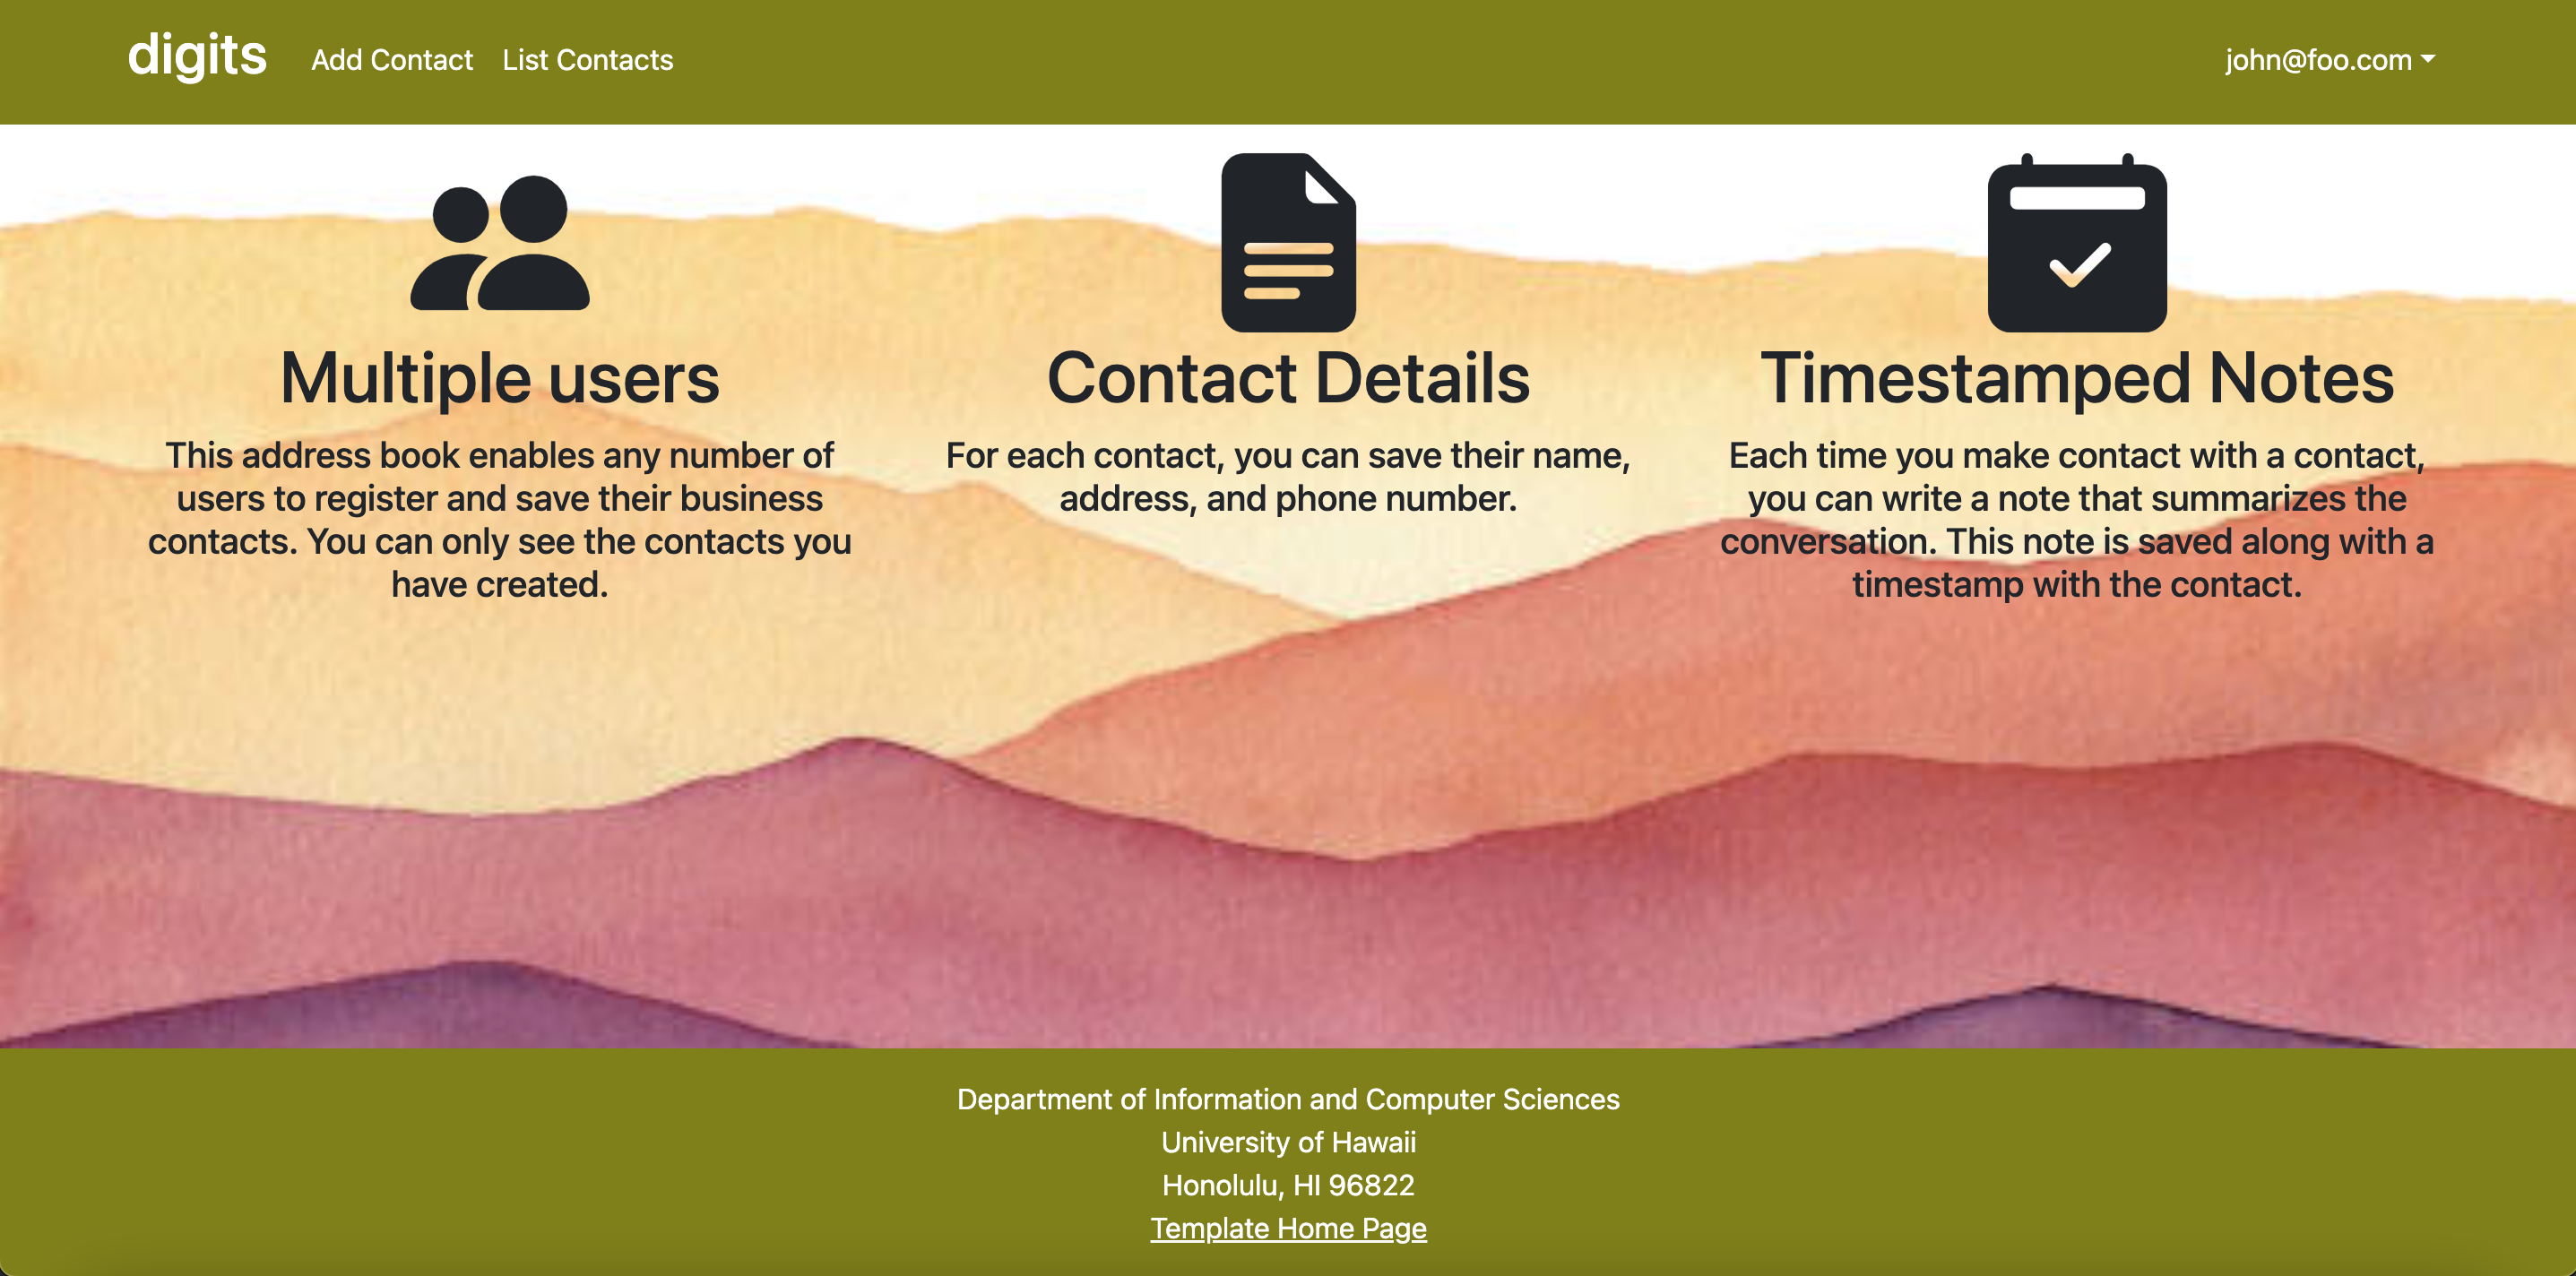 digits
Add Contact
List Contacts
john@foo.com
Multiple users
This address book enables any number of
users to register and save their business
contacts. You can only see the contacts you
have created.
Contact Details
For each contact, you can save their name,
address, and phone number.
Timestamped Notes
Each time you make contact with a contact,
you can write a note that summarizes the
conversation. This note is saved along with a
timestamp with the contact.
Department of Information and Computer Sciences
University of Hawaii
Honolulu, HI 96822
Template Home Page